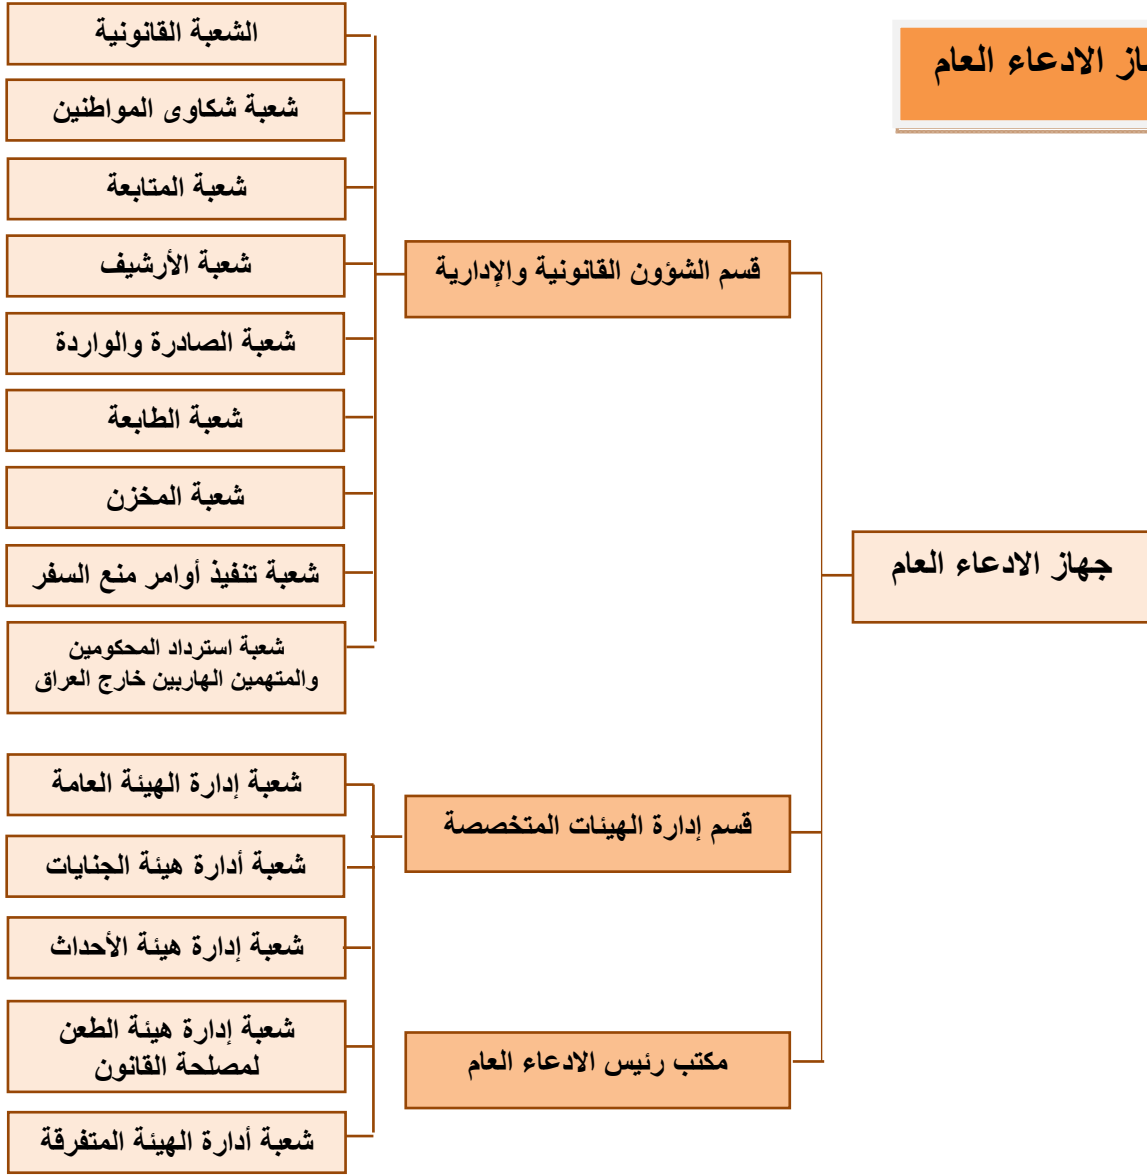 الادعاء العام
جهاز الادعاء العام
قسم الشؤون القانونية والإدارية
الشعبة القانونية
شعبة شكاوى المواطنين
شعبة المتابعة
شعبة الأرشيف
شعبة الصادرة والواردة
شعبة الطابعة
شعبة المخزن
شعبة تنفيذ أوامر منع السفر
شعبة استرداد المحكومين
والمتهمين الهاربين خارج العراق
قسم إدارة الهيئات المتخصصة
شعبة إدارة الهيئة العامة
شعبة أدارة هيئة الجنايات
شعبة إدارة هيئة الأحداث
شعبة إدارة هيئة الطعن
لمصلحة القانون
شعبة أدارة الهيئة المتفرقة
مكتب رئيس الادعاء العام